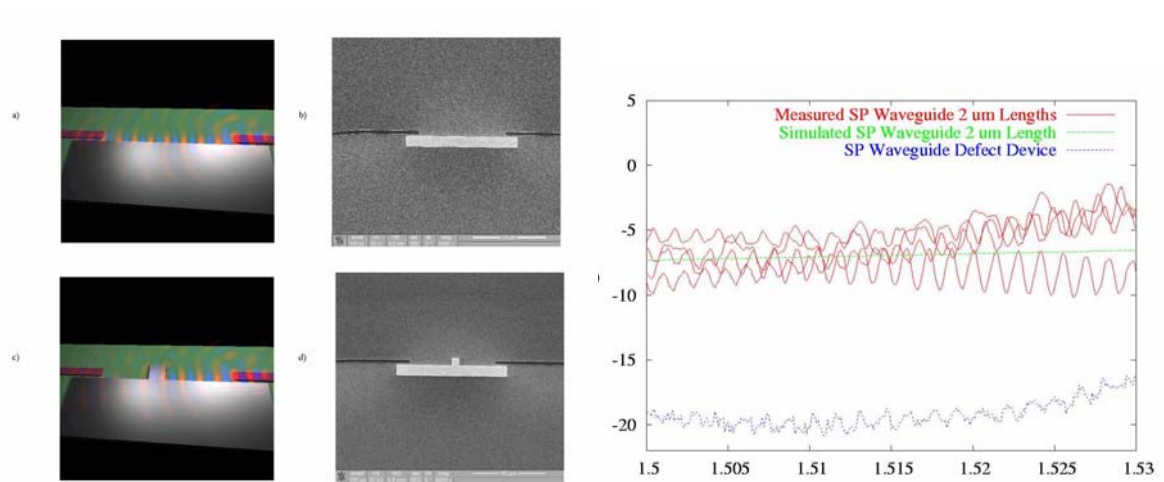 a)
b)
c)
d)
Measured SP Waveguide 2 um Lengths
Simulated SP Waveguide 2 um Length
SP Waveguide Defect Device
5
0
-5
-10
-15
-20
1.5 1.505 1.51 1.515 1.52 1.525 1.53